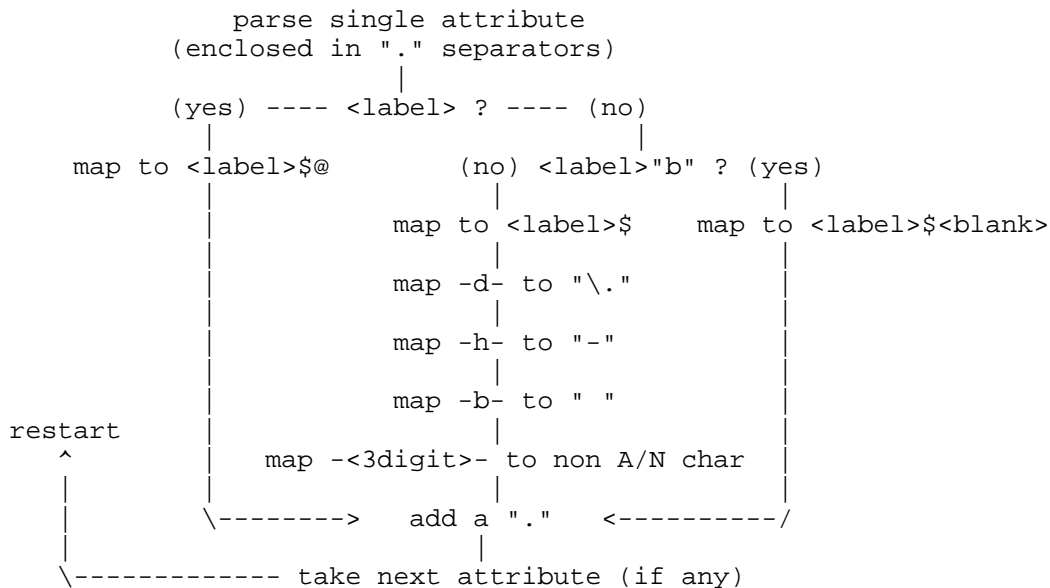 parse single attribute
(enclosed in "." separators)
|
(yes) ---- <label> ? ---- (no)
| |
map to <label>$@ (no) <label>"b" ? (yes)
| | |
| map to <label>$ map to <label>$<blank>
| | |
| map -d- to "\." |
| | |
| map -h- to "-" |
| | |
| map -b- to " " |
restart | | |
^ | map -<3digit>- to non A/N char |
| | | |
| \--------> add a "." <----------/
| |
\------------- take next attribute (if any)